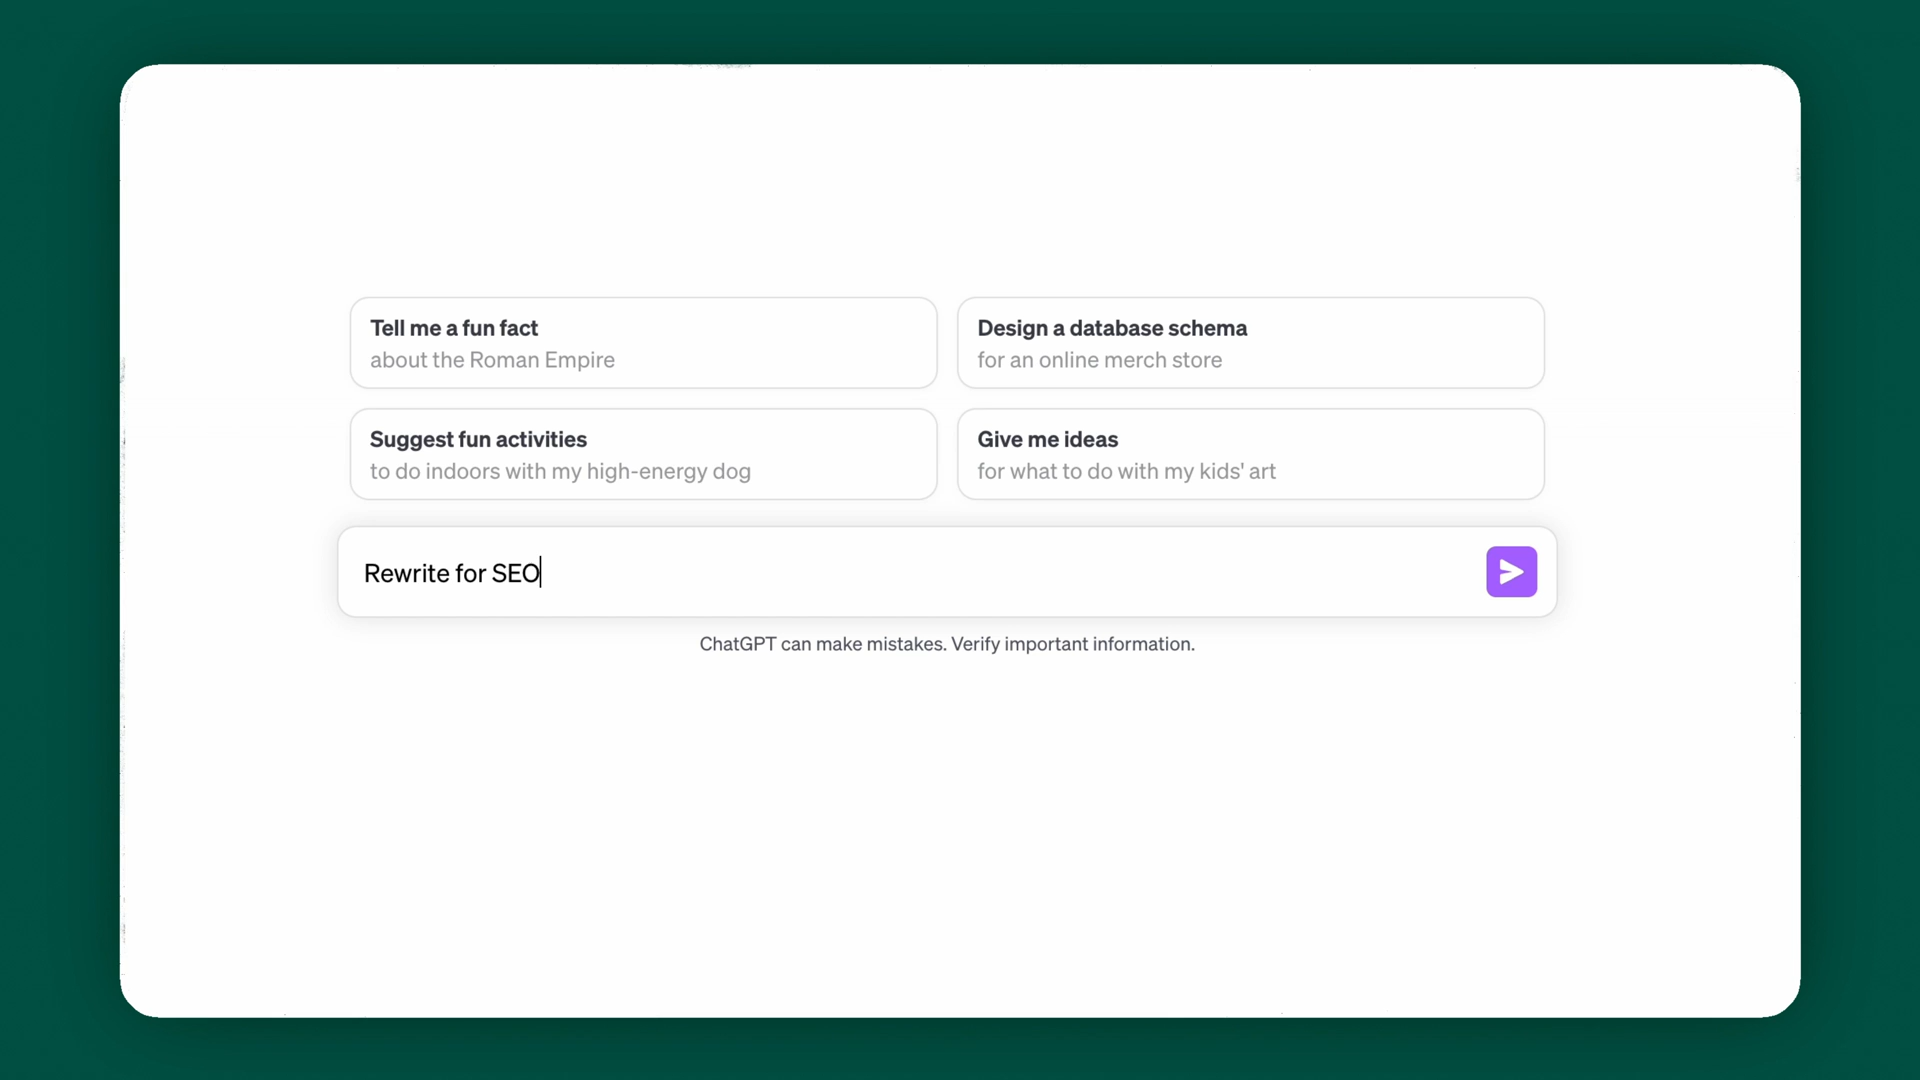 Tell me a fun fact
about the Roman Empire
Design a database schema
for an online merch store
Suggest fun activities
to do indoors with my high-energy dog
Give me ideas
for what to do with my kids' art
Rewrite for SEO
ChatGPT can make mistakes. Verify important information.